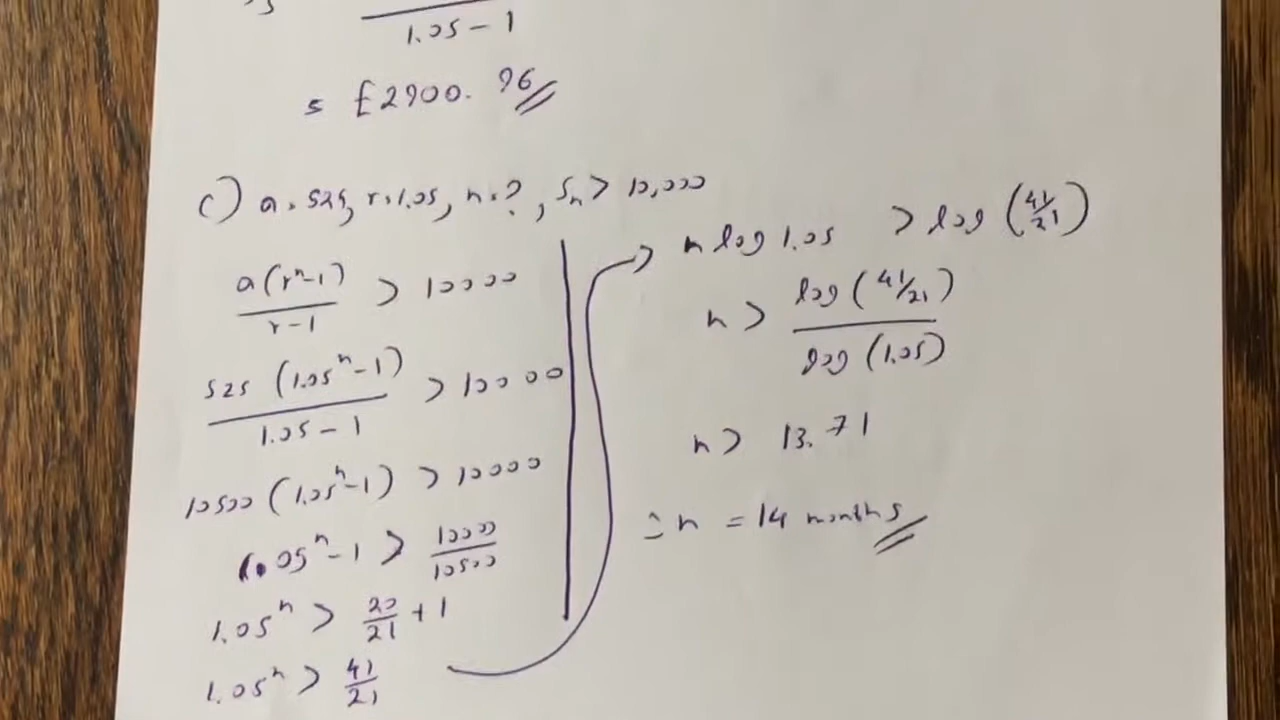 1.05 - 1
= £2900.96
c) a = 525, r = 1.05, n = ?, Sn > 10,000
a(r^n-1)
r-1
> 10000
525 (1.05^n - 1)
1.05 - 1
> 10000
10500 (1.05^n - 1) > 10000
1.05^n - 1 > 10000/10500
1.05^n > 20/21 + 1
1.05^n > 41/21
n log 1.05 > log (41/21)
n > log (41/21)
log (1.05)
n > 13.71
∴ n = 14 months